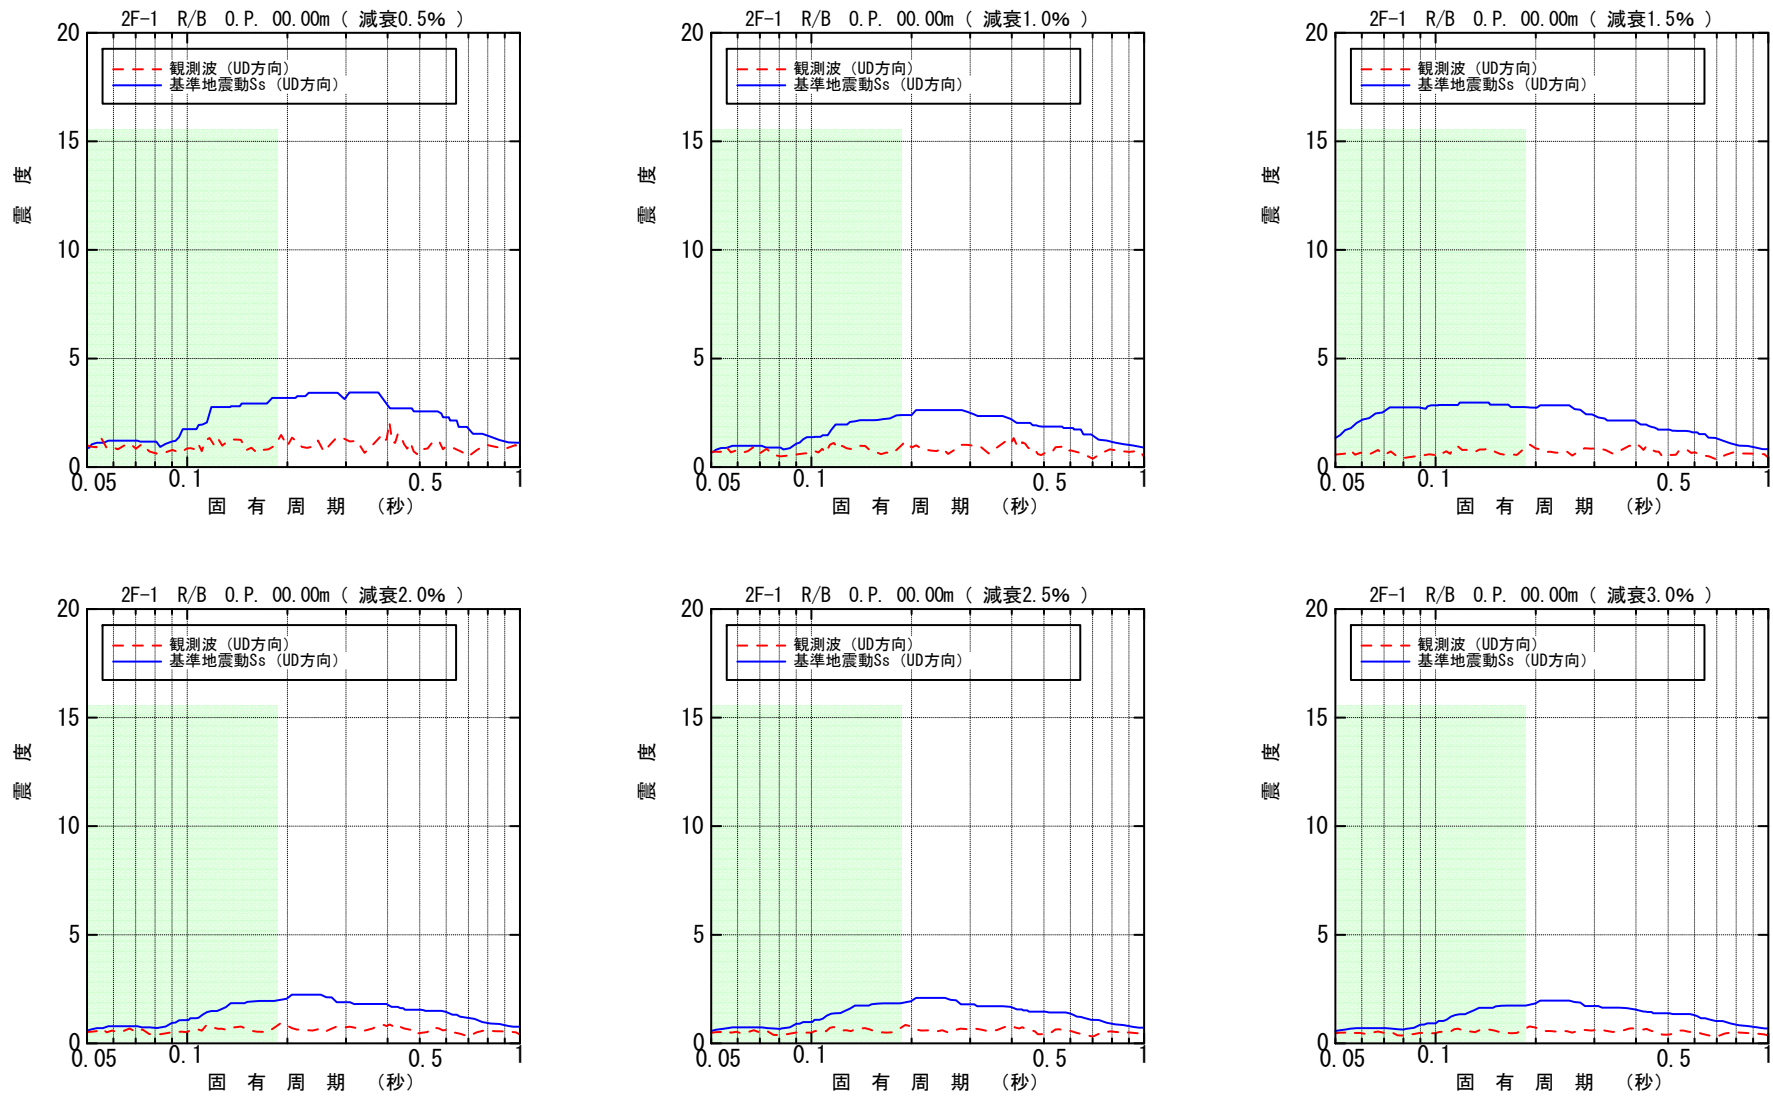 2F-1 R/B O.P. 00.00m ( 減衰0.5% )
20
15
10
5
0
震 度
観測波 (UD方向)
基準地震動Ss (UD方向)
0.05
0.1
0.5
1
固 有 周 期 (秒)
2F-1 R/B O.P. 00.00m ( 減衰1.0% )
20
15
10
5
0
震 度
観測波 (UD方向)
基準地震動Ss (UD方向)
0.05
0.1
0.5
1
固 有 周 期 (秒)
2F-1 R/B O.P. 00.00m ( 減衰1.5% )
20
15
10
5
0
震 度
観測波 (UD方向)
基準地震動Ss (UD方向)
0.05
0.1
0.5
1
固 有 周 期 (秒)
2F-1 R/B O.P. 00.00m ( 減衰2.0% )
20
15
10
5
0
震 度
観測波 (UD方向)
基準地震動Ss (UD方向)
0.05
0.1
0.5
1
固 有 周 期 (秒)
2F-1 R/B O.P. 00.00m ( 減衰2.5% )
20
15
10
5
0
震 度
観測波 (UD方向)
基準地震動Ss (UD方向)
0.05
0.1
0.5
1
固 有 周 期 (秒)
2F-1 R/B O.P. 00.00m ( 減衰3.0% )
20
15
10
5
0
震 度
観測波 (UD方向)
基準地震動Ss (UD方向)
0.05
0.1
0.5
1
固 有 周 期 (秒)